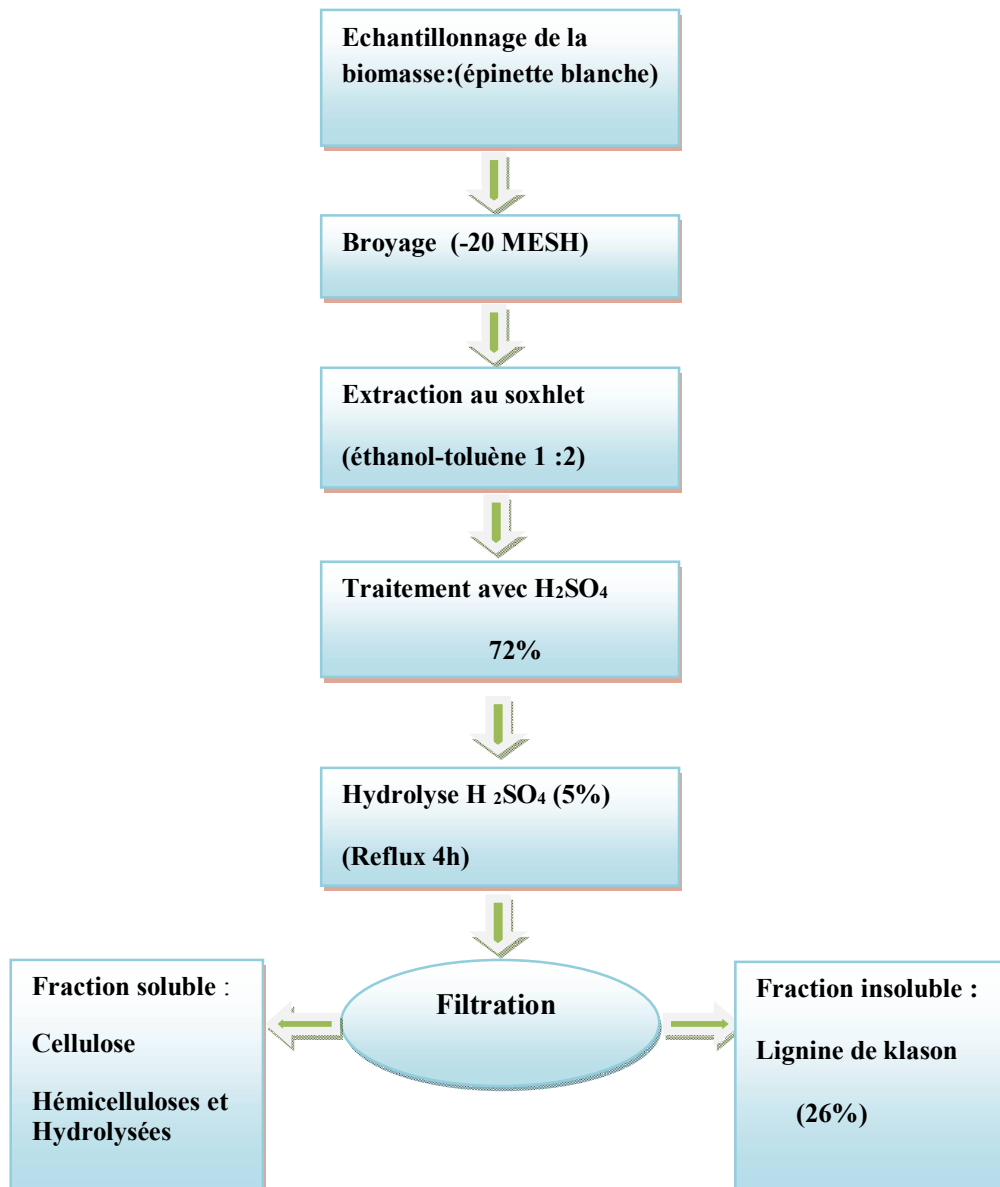 Echantillonnage de la
biomasse:(épinette blanche)
Broyage (-20 MESH)
Extraction au soxhlet
(éthanol-toluène 1 :2)
Traitement avec H₂SO₄
72%
Hydrolyse H ₂SO₄ (5%)
(Reflux 4h)
Filtration
Fraction soluble :
Cellulose
Hémicelluloses et
Hydrolysées
Fraction insoluble :
Lignine de klason
(26%)